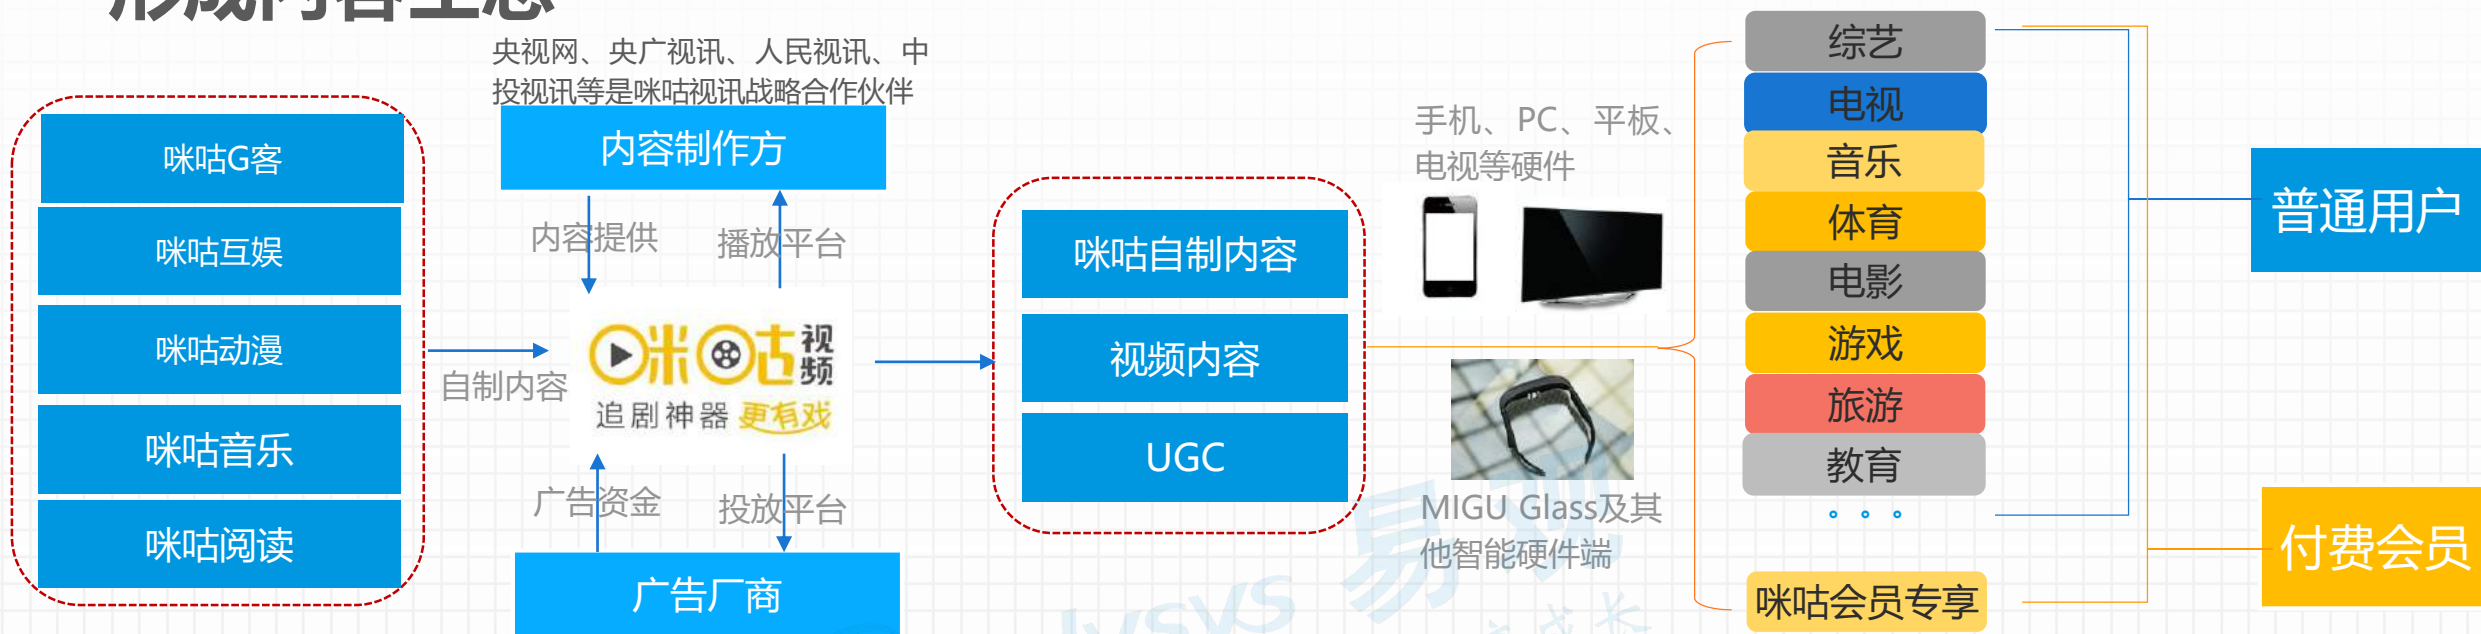 形成内容生态
央视网、央广视讯、人民视讯、中
投视讯等是咪咕视讯战略合作伙伴
咪咕G客
咪咕互娱
咪咕动漫
咪咕音乐
咪咕阅读
自制内容
内容制作方
内容提供
播放平台
咪咕视频
追剧神器 更有戏
广告资金
投放平台
广告厂商
咪咕自制内容
视频内容
UGC
手机、PC、平板、
电视等硬件
MIGU Glass及其
他智能硬件端
综艺
电视
音乐
体育
电影
游戏
旅游
教育
。。。
咪咕会员专享
普通用户
付费会员
易观